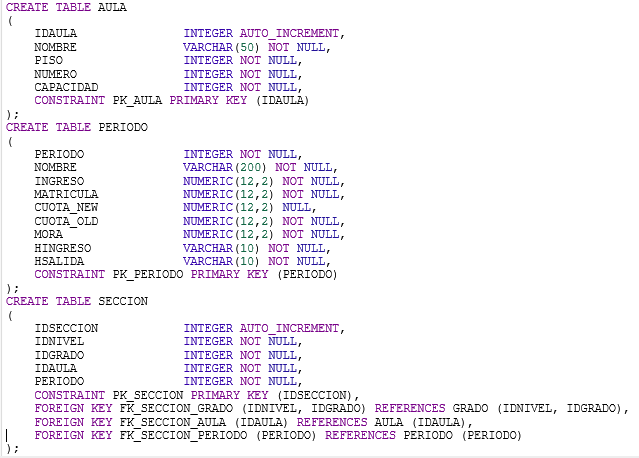 CREATE TABLE AULA
(
IDAULA INTEGER AUTO_INCREMENT,
NOMBRE VARCHAR(50) NOT NULL,
PISO INTEGER NOT NULL,
NUMERO INTEGER NOT NULL,
CAPACIDAD INTEGER NOT NULL,
CONSTRAINT PK_AULA PRIMARY KEY (IDAULA)
);
CREATE TABLE PERIODO
(
PERIODO INTEGER NOT NULL,
NOMBRE VARCHAR(200) NOT NULL,
INGRESO NUMERIC(12,2) NOT NULL,
MATRICULA NUMERIC(12,2) NOT NULL,
CUOTA_NEW NUMERIC(12,2) NULL,
CUOTA_OLD NUMERIC(12,2) NOT NULL,
MORA NUMERIC(12,2) NOT NULL,
HINGRESO VARCHAR(10) NOT NULL,
HSALIDA VARCHAR(10) NOT NULL,
CONSTRAINT PK_PERIODO PRIMARY KEY (PERIODO)
);
CREATE TABLE SECCION
(
IDSECCION INTEGER AUTO_INCREMENT,
IDNIVEL INTEGER NOT NULL,
IDGRADO INTEGER NOT NULL,
IDAULA INTEGER NOT NULL,
PERIODO INTEGER NOT NULL,
CONSTRAINT PK_SECCION PRIMARY KEY (IDSECCION),
FOREIGN KEY FK_SECCION_GRADO (IDNIVEL, IDGRADO) REFERENCES GRADO (IDNIVEL, IDGRADO),
FOREIGN KEY FK_SECCION_AULA (IDAULA) REFERENCES AULA (IDAULA),
FOREIGN KEY FK_SECCION_PERIODO (PERIODO) REFERENCES PERIODO (PERIODO)
);